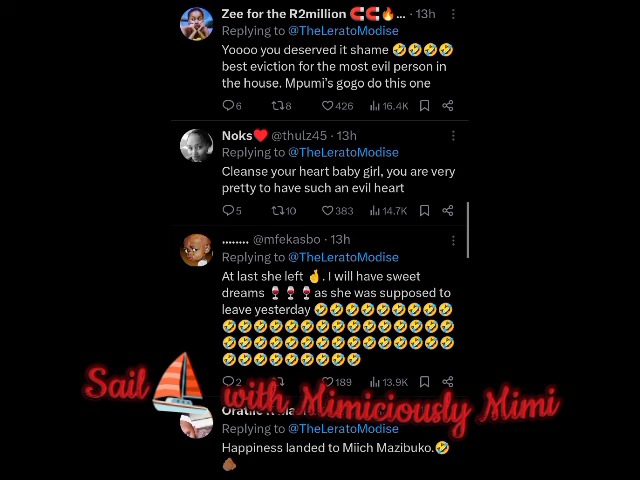 Zee for the R2million 🧲🧲🔥... · 13h
Replying to @TheLeratoModise
Yoooo you deserved it shame 🤣🤣🤣🤣
best eviction for the most evil person in
the house. Mpumi's gogo do this one
6 8 426 16.4K
Noks❤️ @thulz45 · 13h
Replying to @TheLeratoModise
Cleanse your heart baby girl, you are very
pretty to have such an evil heart
5 10 383 14.7K
........ @mfekasbo · 13h
Replying to @TheLeratoModise
At last she left 🤞. I will have sweet
dreams 🍷🍷🍷as she was supposed to
leave yesterday 🤣🤣🤣🤣🤣🤣🤣🤣🤣
🤣🤣🤣🤣🤣🤣🤣🤣🤣🤣🤣🤣🤣🤣🤣
🤣🤣🤣🤣🤣🤣🤣🤣🤣🤣🤣🤣🤣🤣🤣
🤣🤣🤣🤣🤣🤣🤣🤣🤣
2 189 13.9K
Sail ⛵ with Mimiciously Mimi
Replying to @TheLeratoModise
Happiness landed to Miich Mazibuko.🤣